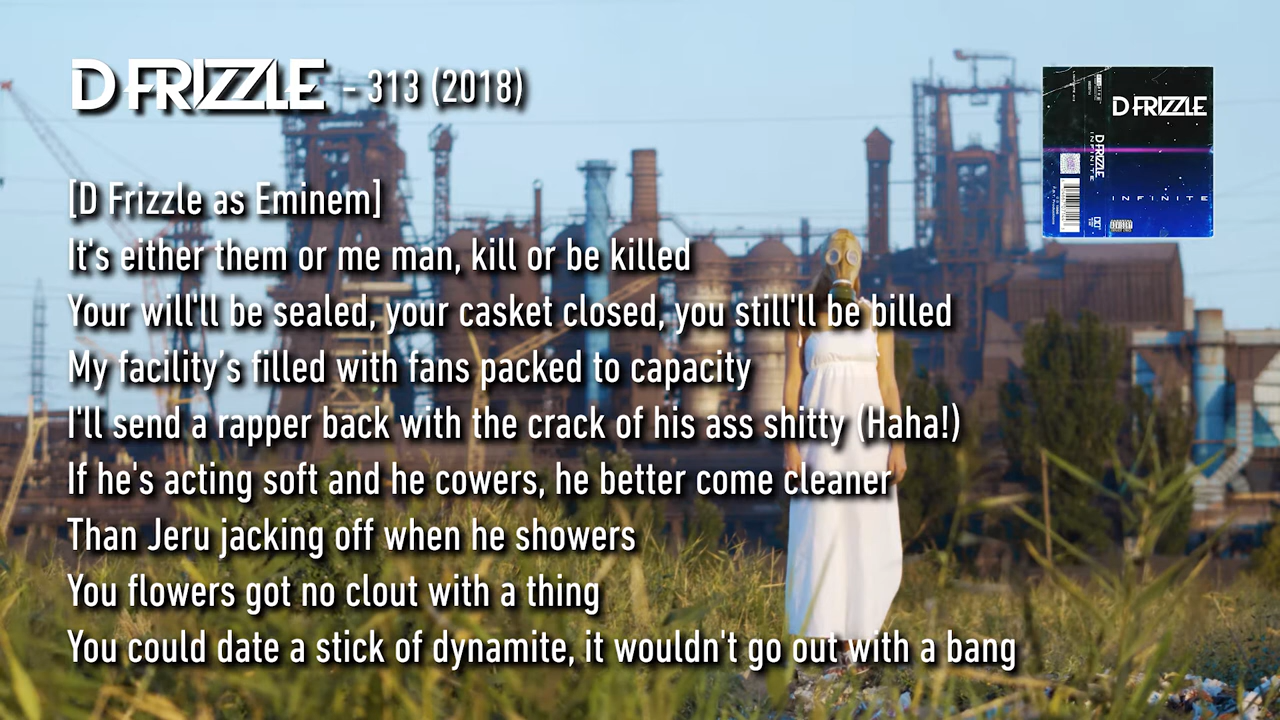 D FRIZZLE - 313 (2018)
D FRIZZLE
D FRIZZLE
INFINITE
INFINITE
[D Frizzle as Eminem]
It's either them or me man, kill or be killed
Your will'll be sealed, your casket closed, you still'll be billed
My facility’s filled with fans packed to capacity
I'll send a rapper back with the crack of his ass shitty (Haha!)
If he's acting soft and he cowers, he better come cleaner
Than Jeru jacking off when he showers
You flowers got no clout with a thing
You could date a stick of dynamite, it wouldn't go out with a bang